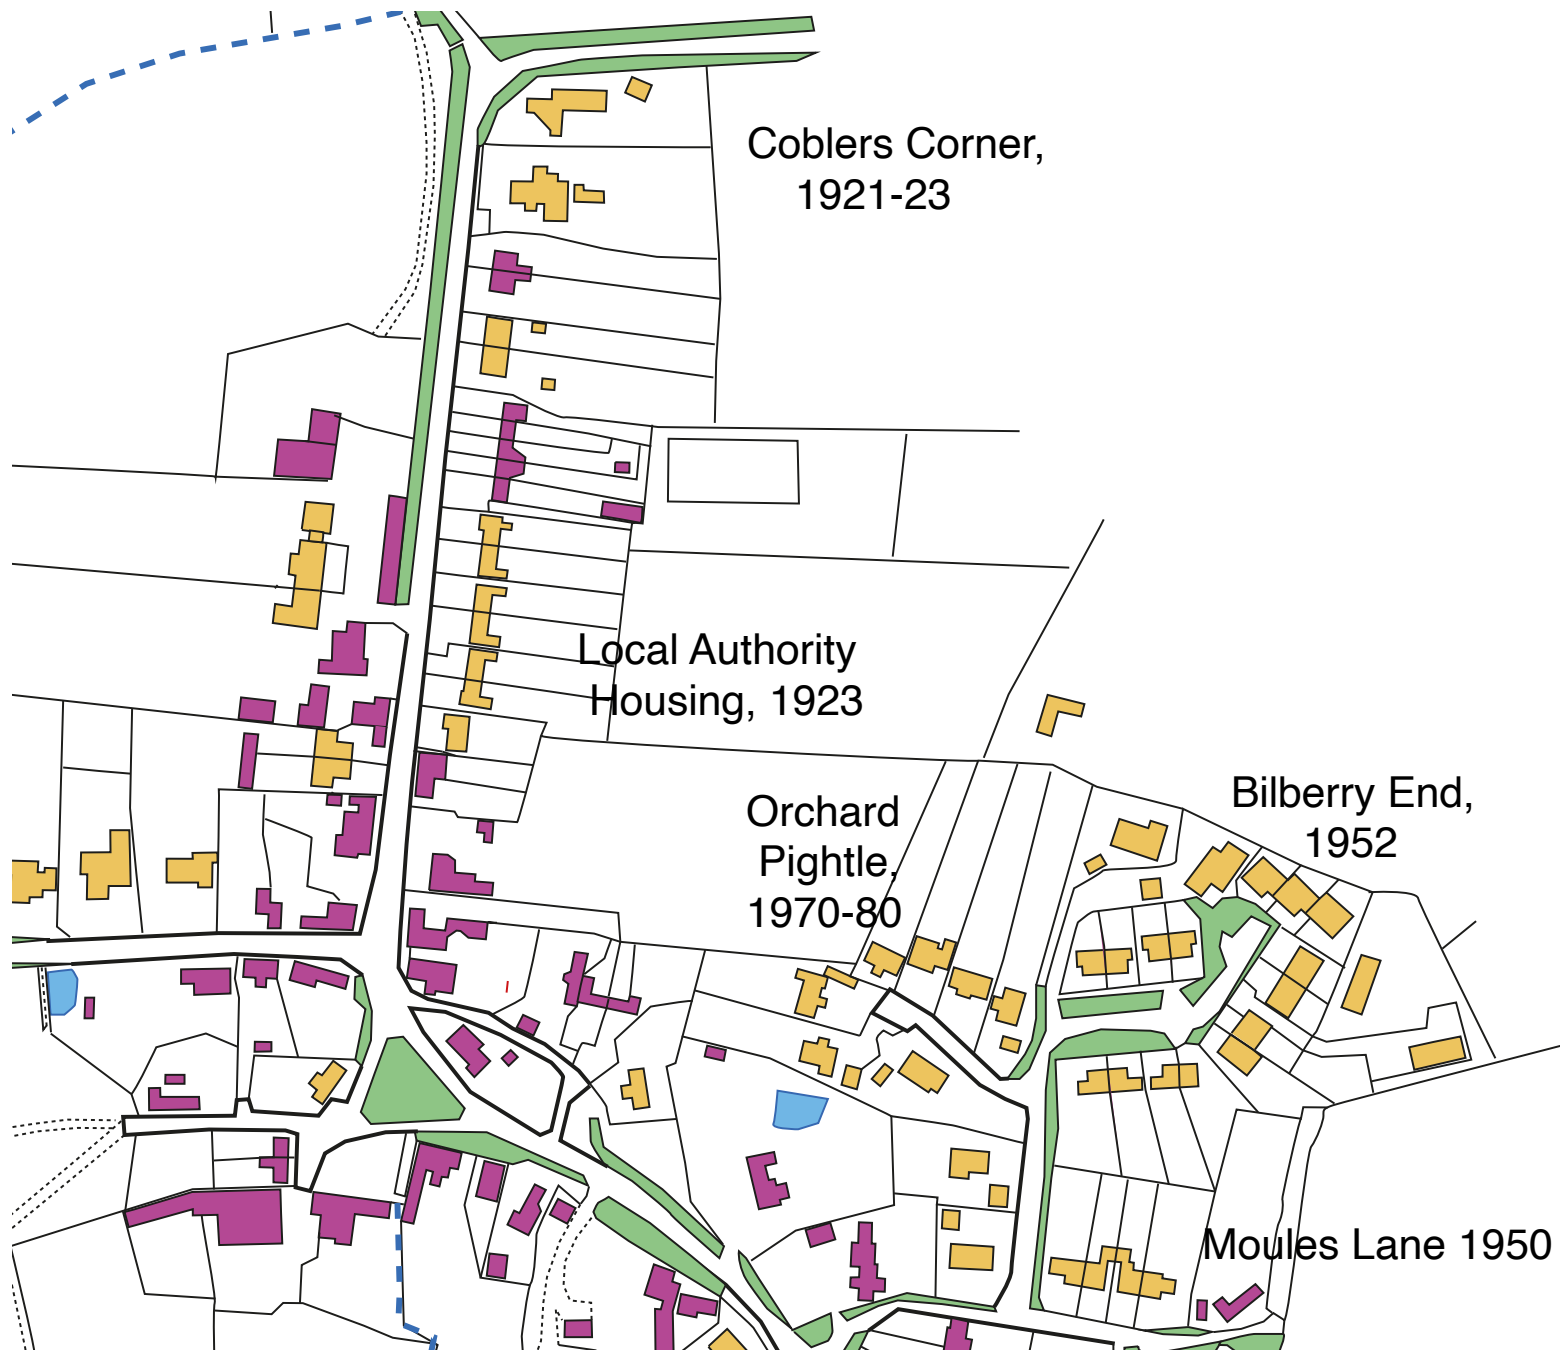 Coblers Corner,
1921-23
Local Authority
Housing, 1923
Orchard
Pightle,
1970-80
Bilberry End,
1952
Moules Lane 1950